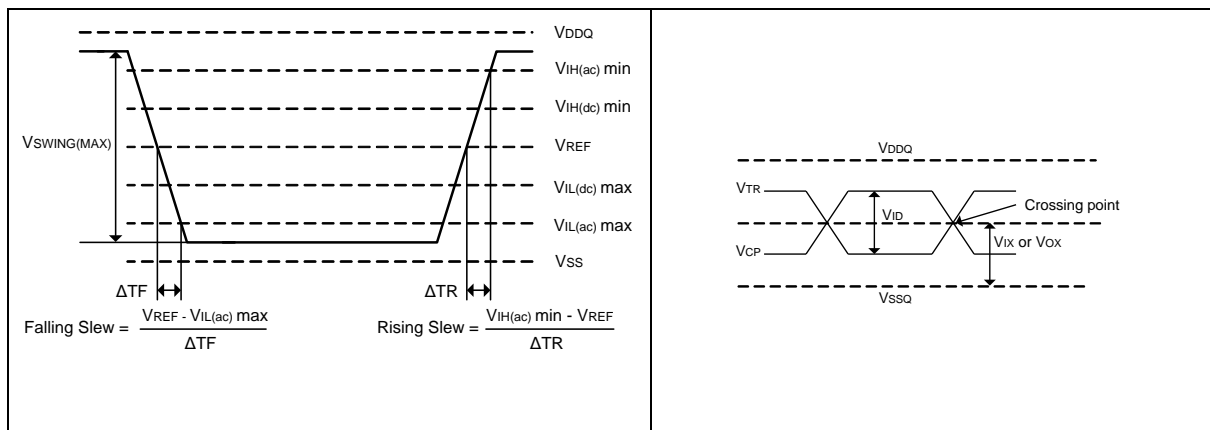 VDDQ
VIH(ac) min
VIH(dc) min
VSWING(MAX)
VREF
VIL(dc) max
VIL(ac) max
VSS
ΔTF
ΔTR
Falling Slew = VREF - VIL(ac) max
ΔTF
Rising Slew = VIH(ac) min - VREF
ΔTR
VDDQ
VTR
VID
Crossing point
VCP
VIX or VOX
VSSQ